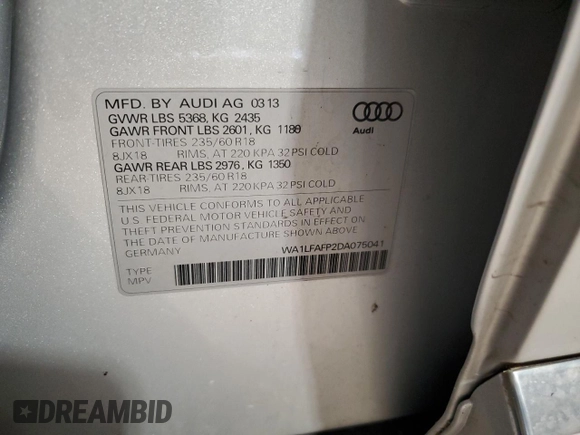 MFD. BY AUDI AG 03 13
GVWR LBS 5368, KG 2435
GAWR FRONT LBS 2601, KG 1180
FRONT-TIRES 235/60 R18
8JX18 RIMS, AT 220 KPA 32 PSI COLD
GAWR REAR LBS 2976, KG 1350
REAR-TIRES 235/60 R18
8JX18 RIMS, AT 220 KPA 32 PSI COLD
Audi
THIS VEHICLE CONFORMS TO ALL APPLICABLE
U.S. FEDERAL MOTOR VEHICLE SAFETY AND
THEFT PREVENTION STANDARDS IN EFFECT ON
THE DATE OF MANUFACTURE SHOWN ABOVE
GERMANY WA1LFAFP2DA075041
TYPE
MPV
DREAMBID